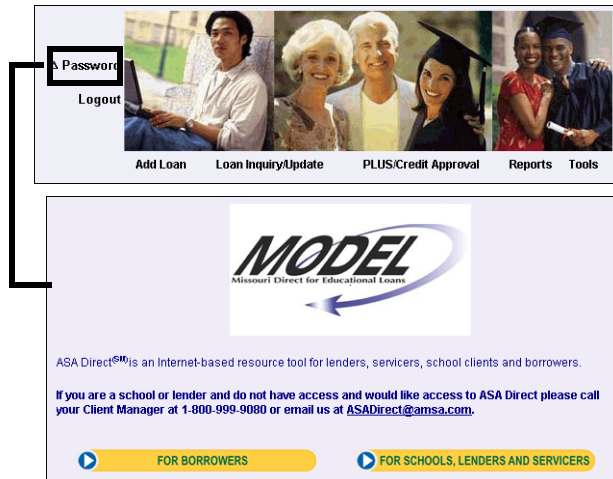 Δ Password
Logout
Add Loan Loan Inquiry/Update PLUS/Credit Approval Reports Tools
MODEL
Missouri Direct for Educational Loans
ASA Direct(SM) is an Internet-based resource tool for lenders, servicers, school clients and borrowers.
If you are a school or lender and do not have access and would like access to ASA Direct please call
your Client Manager at 1-800-999-9080 or email us at ASADirect@amsa.com.
FOR BORROWERS FOR SCHOOLS, LENDERS AND SERVICERS